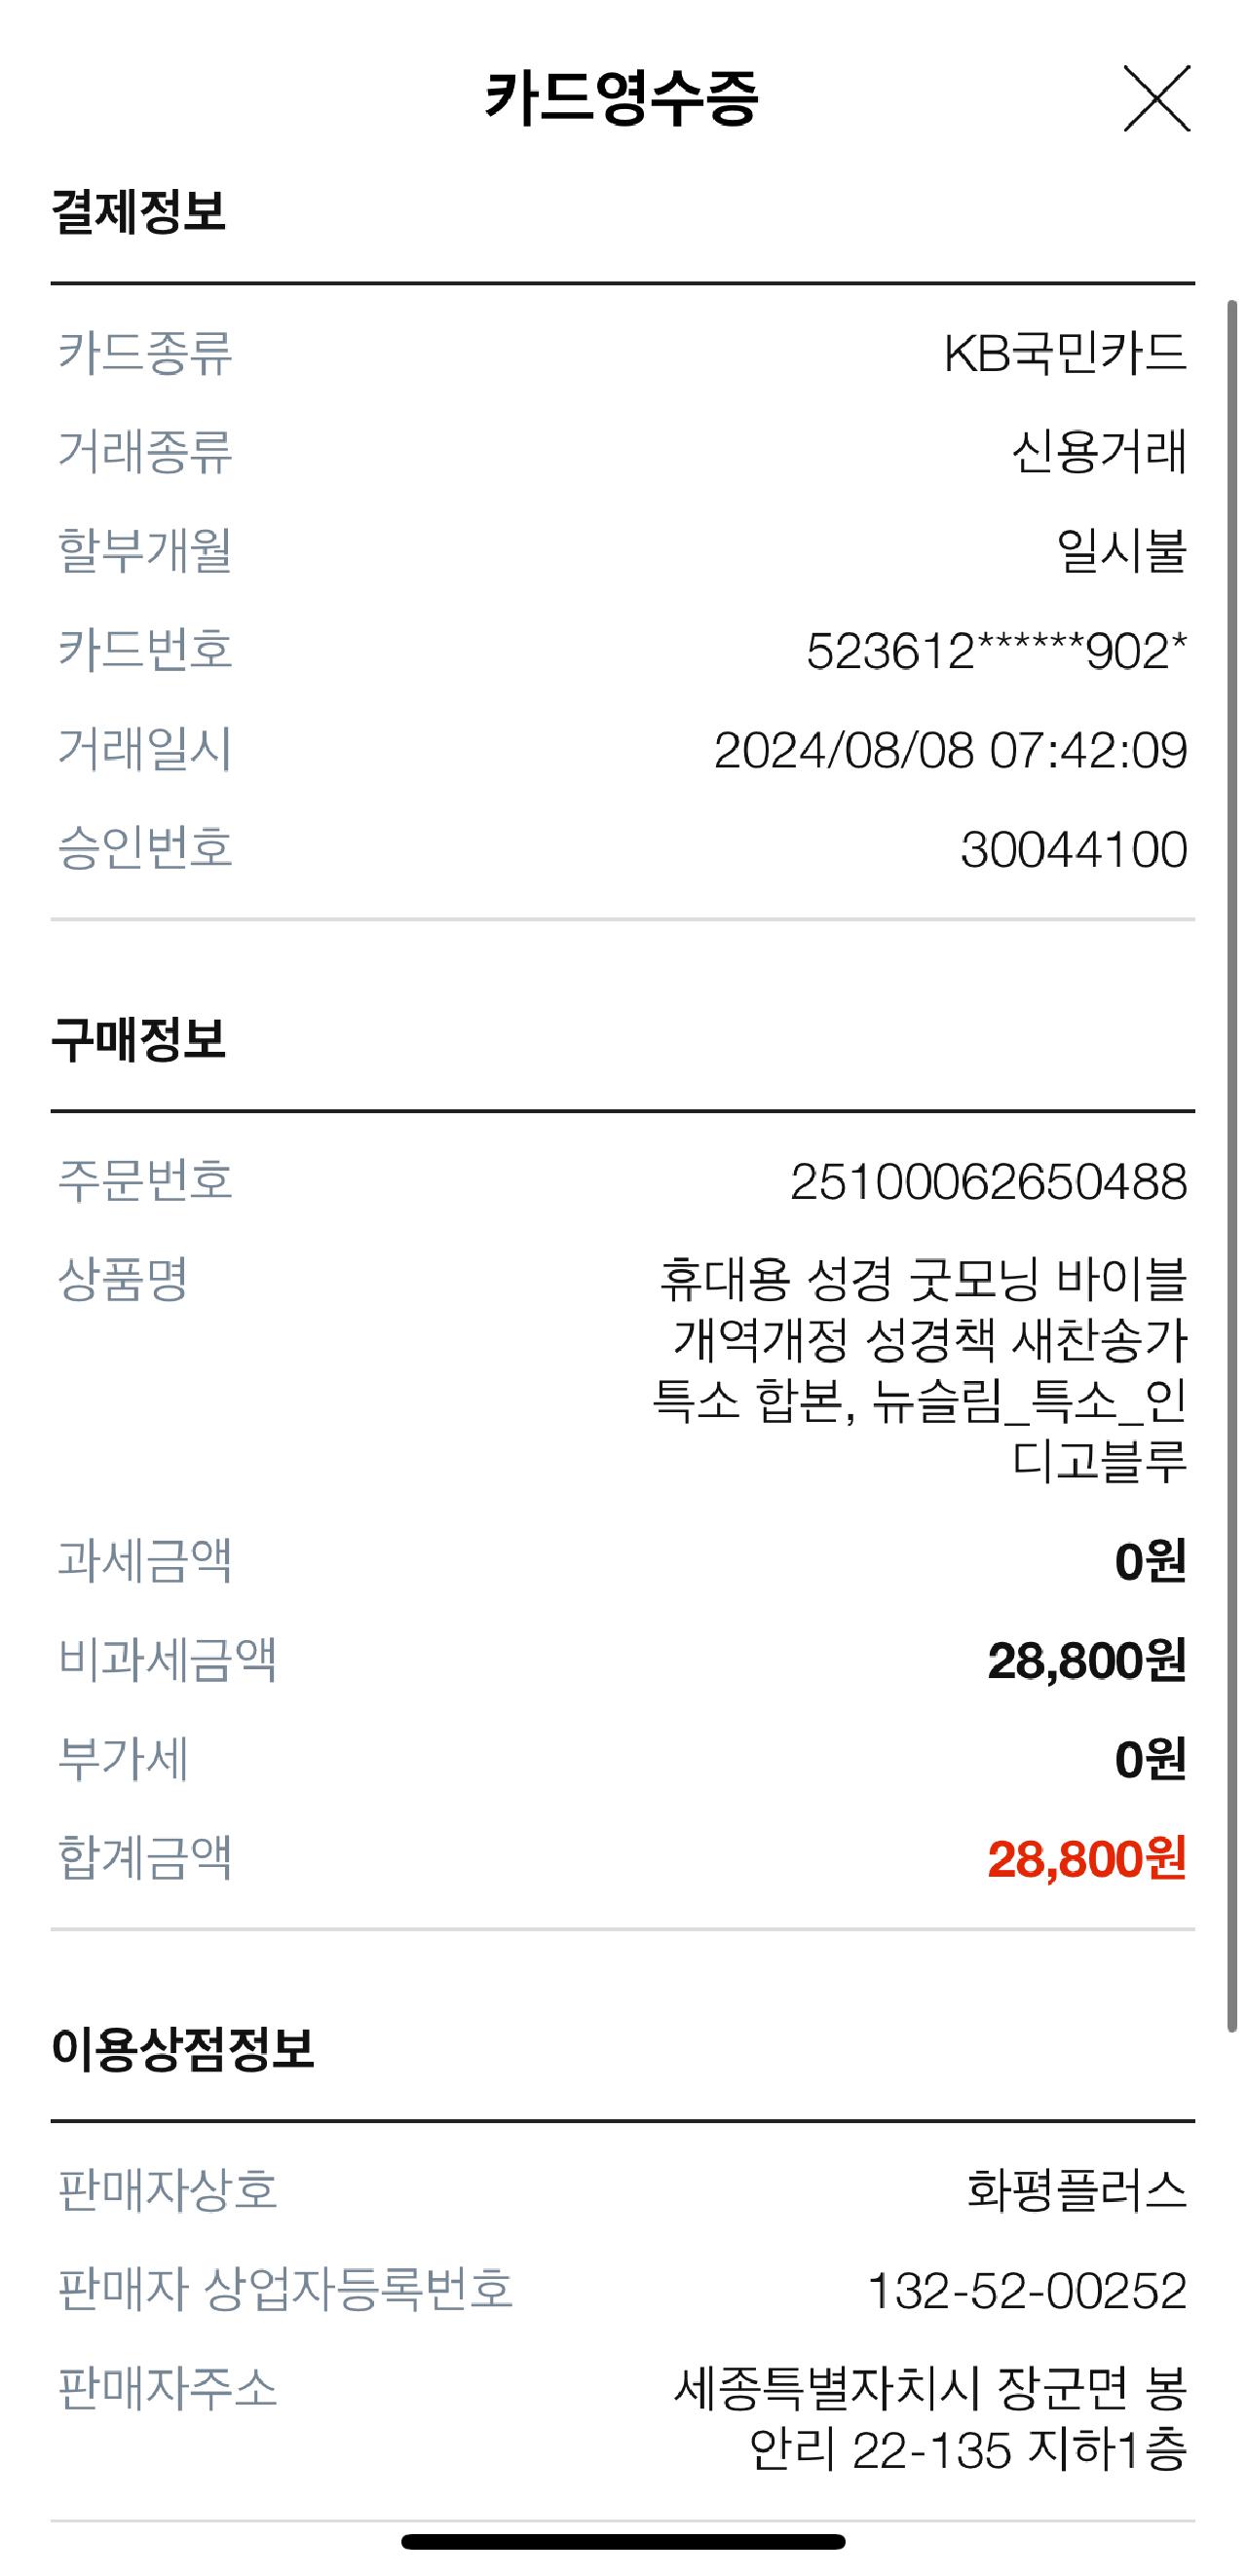 카드영수증
결제정보
카드종류 KB국민카드
거래종류 신용거래
할부개월 일시불
카드번호 523612******902*
거래일시 2024/08/08 07:42:09
승인번호 30044100
구매정보
주문번호 25100062650488
상품명 휴대용 성경 굿모닝 바이블
개역개정 성경책 새찬송가
특소 합본, 뉴슬림_특소_인
디고블루
과세금액 0원
비과세금액 28,800원
부가세 0원
합계금액 28,800원
이용상점정보
판매자상호 화평플러스
판매자 상업자등록번호 132-52-00252
판매자주소 세종특별자치시 장군면 봉
안리 22-135 지하1층